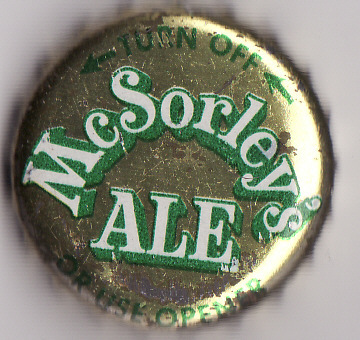 TURN OFF
McSorley's
ALE
OR USE OPENER